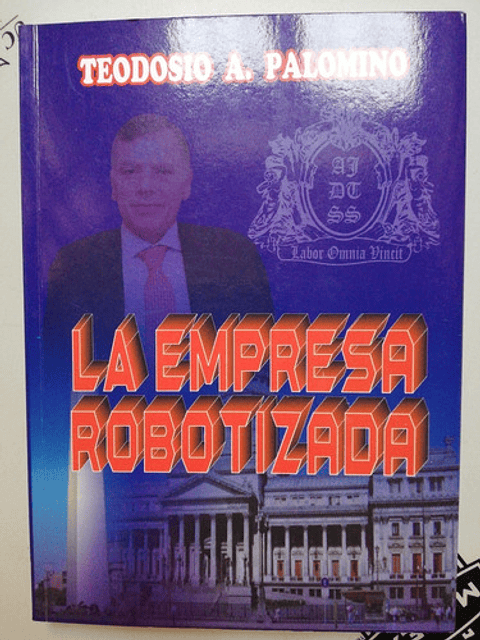 TEODOSIO A. PALOMINO
AJ
DT
SS
Labor Omnia Vincit
LA EMPRESA
ROBOTIZADA